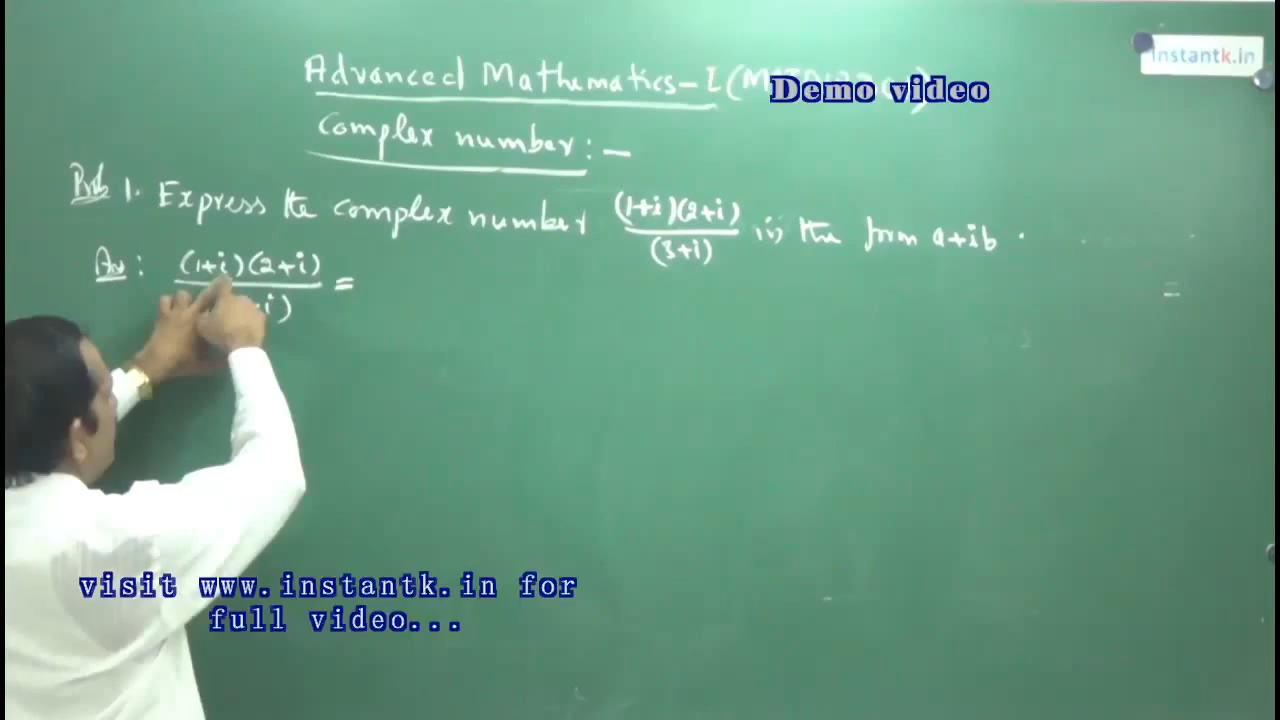 instantk.in
Advanced Mathematics-I (
Demo video
Complex number:-
Prob 1. Express the complex number (1+i)(2+i)/(3+i) in the form a+ib.
Ans: (1+i)(2+i)/ i) =
visit www.instantk.in for
full video...